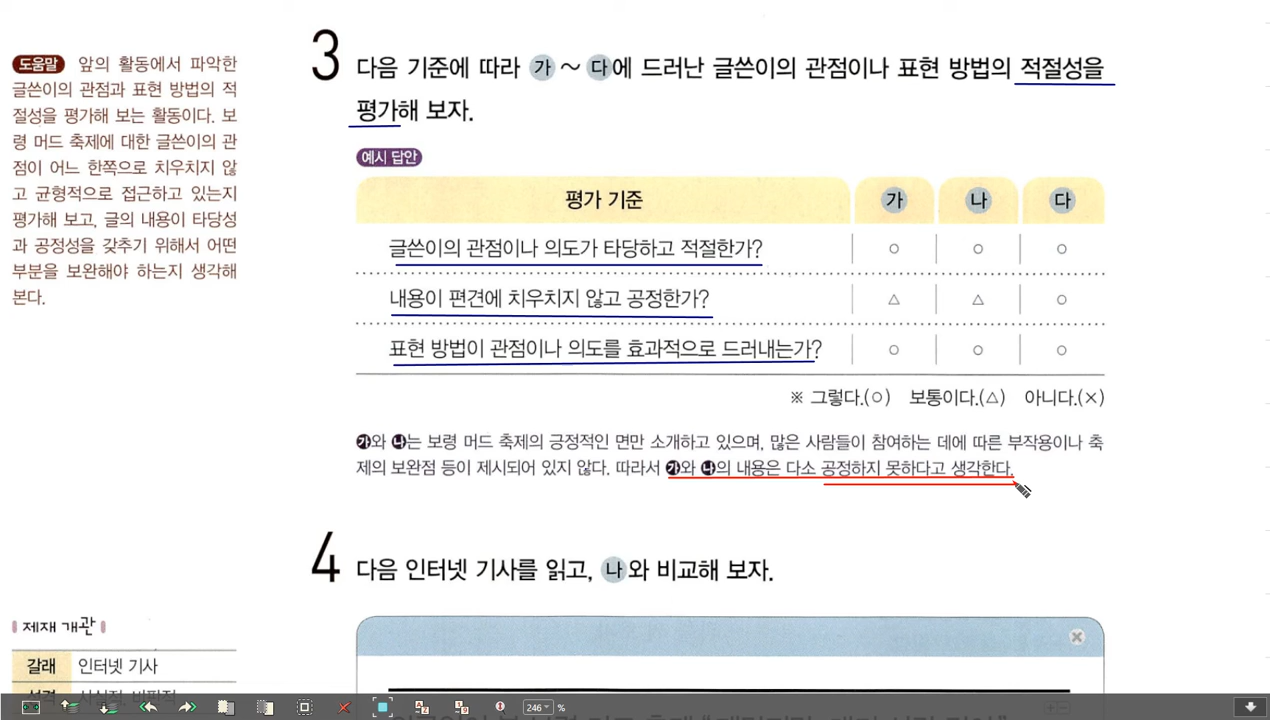 도움말 앞의 활동에서 파악한
글쓴이의 관점과 표현 방법의 적
절성을 평가해 보는 활동이다. 보
령 머드 축제에 대한 글쓴이의 관
점이 어느 한쪽으로 치우치지 않
고 균형적으로 접근하고 있는지
평가해 보고, 글의 내용이 타당성
과 공정성을 갖추기 위해서 어떤
부분을 보완해야 하는지 생각해
본다.
3 다음 기준에 따라 가 ~ 다에 드러난 글쓴이의 관점이나 표현 방법의 적절성을
평가해 보자.
예시 답안
평가 기준 가 나 다
글쓴이의 관점이나 의도가 타당하고 적절한가? ○ ○ ○
내용이 편견에 치우치지 않고 공정한가? △ △ ○
표현 방법이 관점이나 의도를 효과적으로 드러내는가? ○ ○ ○
※ 그렇다.(○) 보통이다.(△) 아니다.(×)
가와 나는 보령 머드 축제의 긍정적인 면만 소개하고 있으며, 많은 사람들이 참여하는 데에 따른 부작용이나 축
제의 보완점 등이 제시되어 있지 않다. 따라서 가와 나의 내용은 다소 공정하지 못하다고 생각한다.
4 다음 인터넷 기사를 읽고, 나와 비교해 보자.
제재 개관
갈래 인터넷 기사
246 %